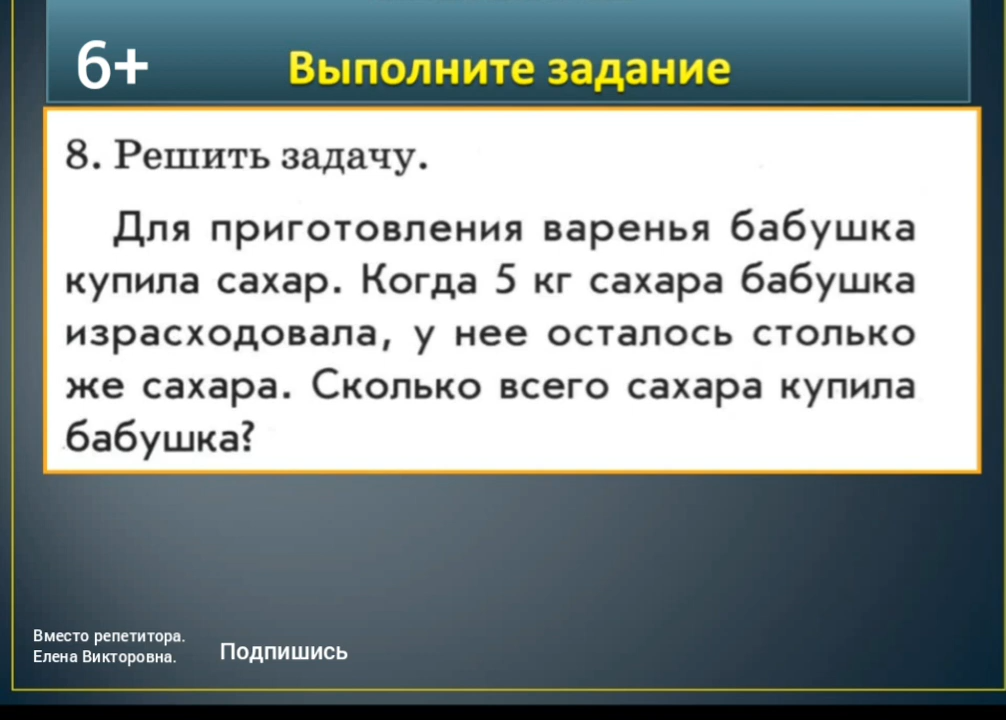 6+
Выполните задание
8. Решить задачу.
Для приготовления варенья бабушка
купила сахар. Когда 5 кг сахара бабушка
израсходовала, у нее осталось столько
же сахара. Сколько всего сахара купила
бабушка?
Вместо репетитора.
Елена Викторовна.
Подпишись